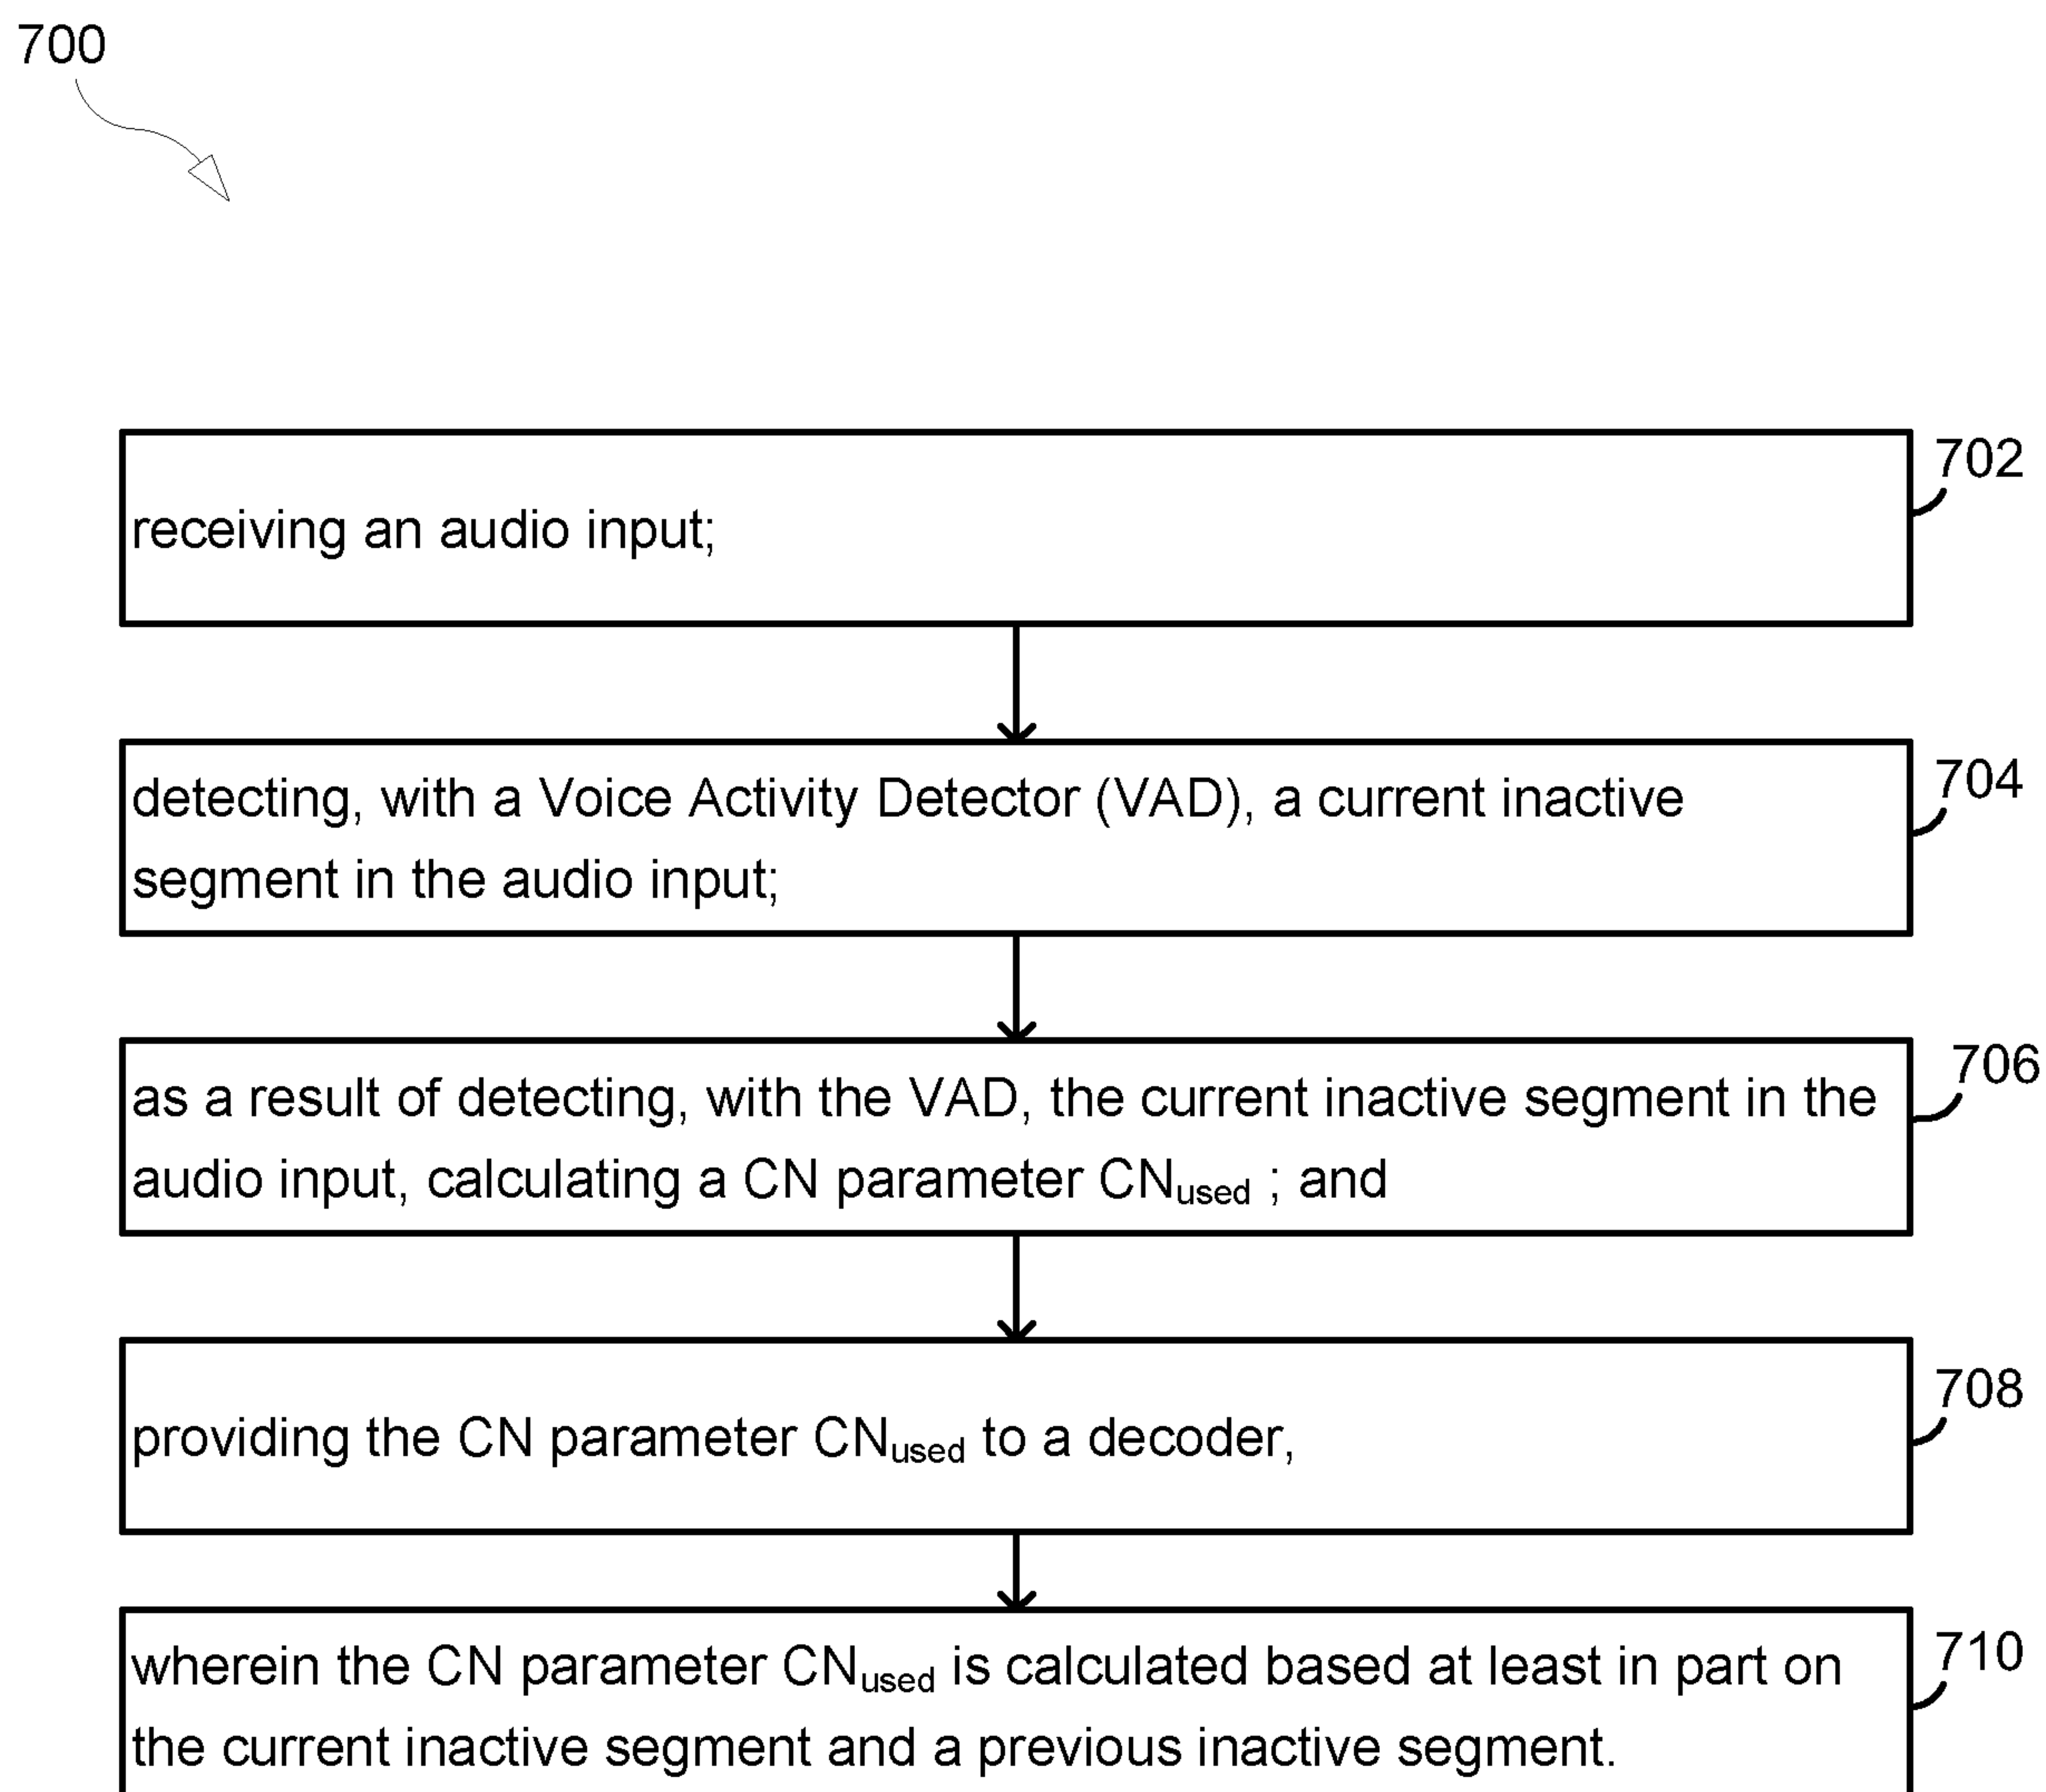 700
702
receiving an audio input;
704
detecting, with a Voice Activity Detector (VAD), a current inactive
segment in the audio input;
706
as a result of detecting, with the VAD, the current inactive segment in the
audio input, calculating a CN parameter CNused ; and
708
providing the CN parameter CNused to a decoder,
710
wherein the CN parameter CNused is calculated based at least in part on
the current inactive segment and a previous inactive segment.